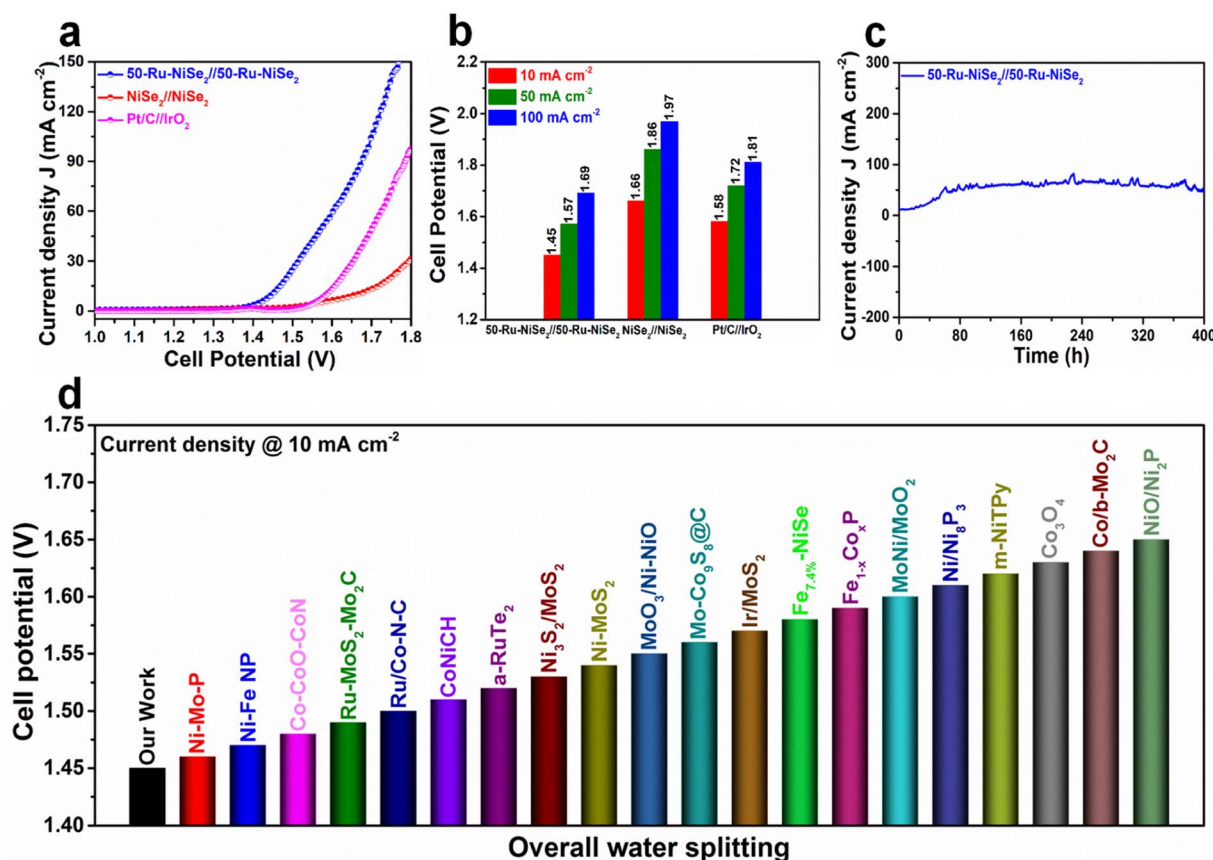 a
50-Ru-NiSe₂//50-Ru-NiSe₂
NiSe₂//NiSe₂
Pt/C//IrO₂
Current density J (mA cm⁻²)
150
120
90
60
30
0
1.0 1.1 1.2 1.3 1.4 1.5 1.6 1.7 1.8
Cell Potential (V)
b
10 mA cm⁻²
50 mA cm⁻²
100 mA cm⁻²
Cell Potential (V)
2.2
2.0
1.8
1.6
1.4
1.2
1.45 1.57 1.69
1.66 1.86 1.97
1.58 1.72 1.81
50-Ru-NiSe₂//50-Ru-NiSe₂ NiSe₂//NiSe₂ Pt/C//IrO₂
c
50-Ru-NiSe₂//50-Ru-NiSe₂
Current density J (mA cm⁻²)
300
200
100
0
-100
-200
0 80 160 240 320 400
Time (h)
d
Current density @ 10 mA cm⁻²
Cell potential (V)
1.75
1.70
1.65
1.60
1.55
1.50
1.45
1.40
Our Work
Ni-Mo-P
Ni-Fe NP
Co-CoO-CoN
Ru-MoS₂-Mo₂C
Ru/Co-N-C
CoNiCH
a-RuTe₂
Ni₃S₂/MoS₂
Ni-MoS₂
MoO₃/Ni-NiO
Mo-Co₉S₈@C
Ir/MoS₂
Fe₇.₄%-NiSe
Fe₁₋ₓCoₓP
MoNi/MoO₂
Ni/Ni₈P₃
m-NiTPy
Co₃O₄
Co/b-Mo₂C
NiO/Ni₂P
Overall water splitting